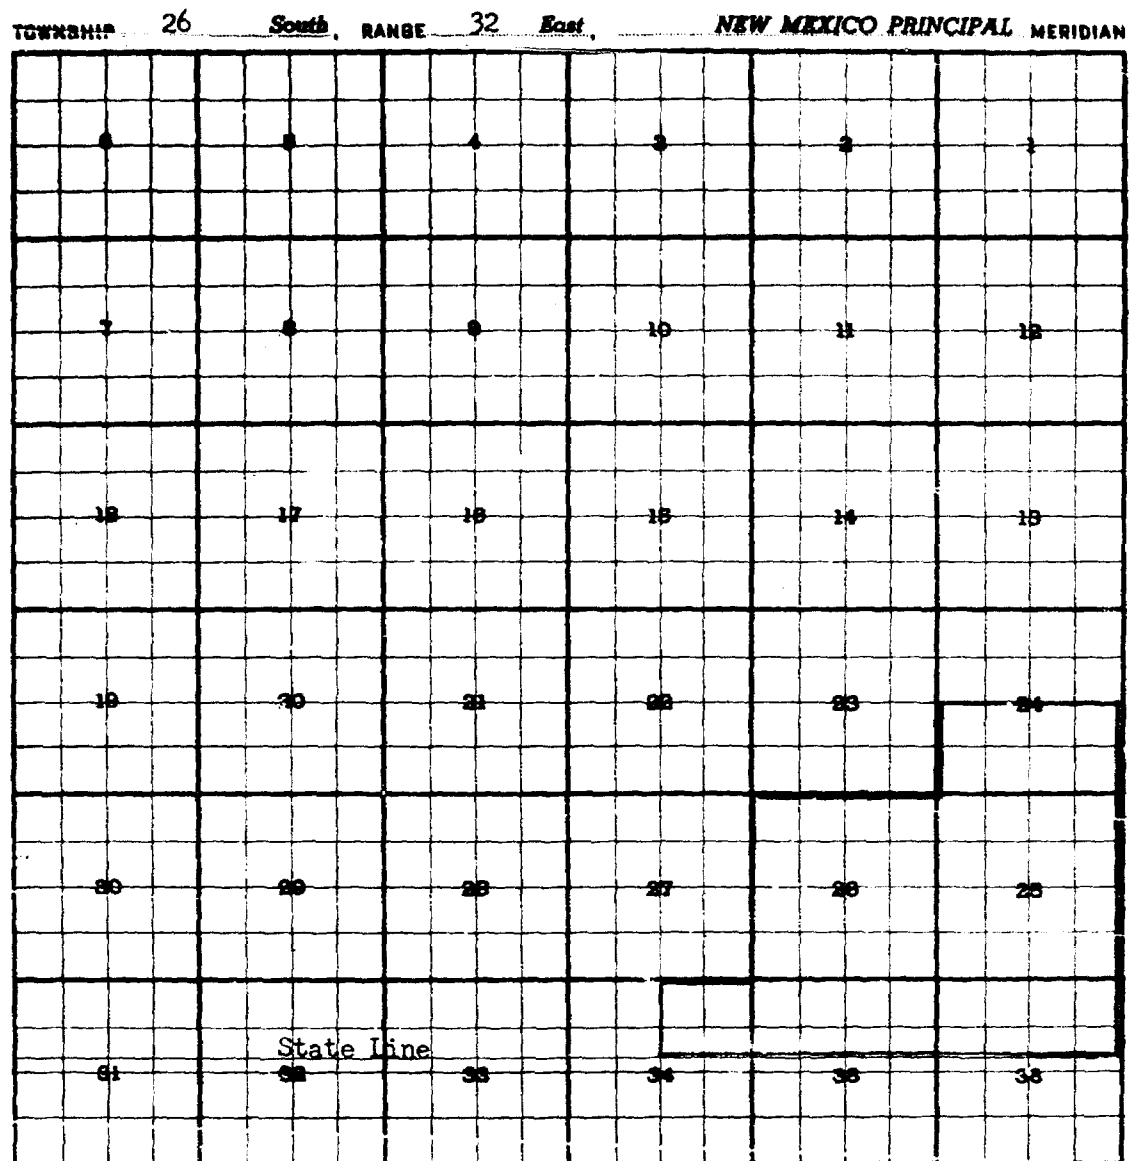 TOWNSHIP 26 South, RANGE 32 East, NEW MEXICO PRINCIPAL MERIDIAN
6 5 4 3 2 1
7 8 9 10 11 12
18 17 16 15 14 13
19 20 21 22 23 24
30 29 28 27 26 25
State Line
31 32 33 34 35 36